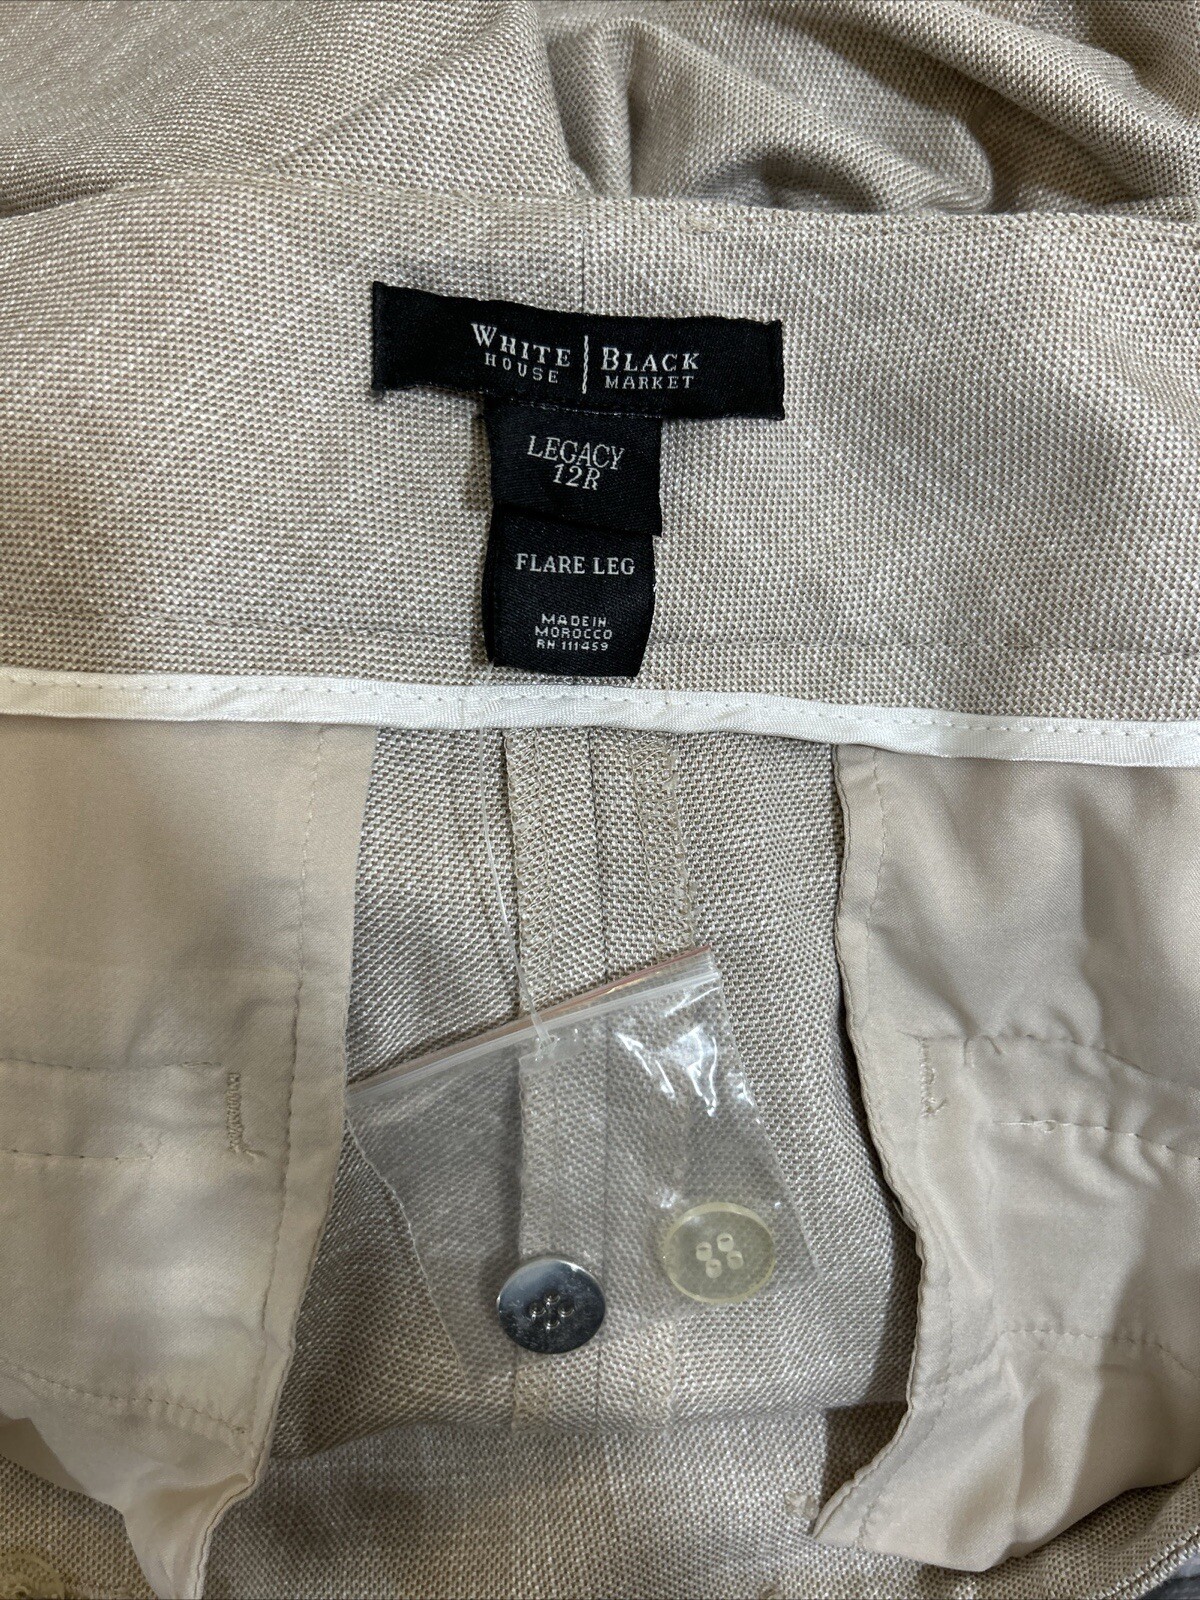 WHITE HOUSE | BLACK MARKET
LEGACY
12R
FLARE LEG
MADE IN
MOROCCO
RN 111459